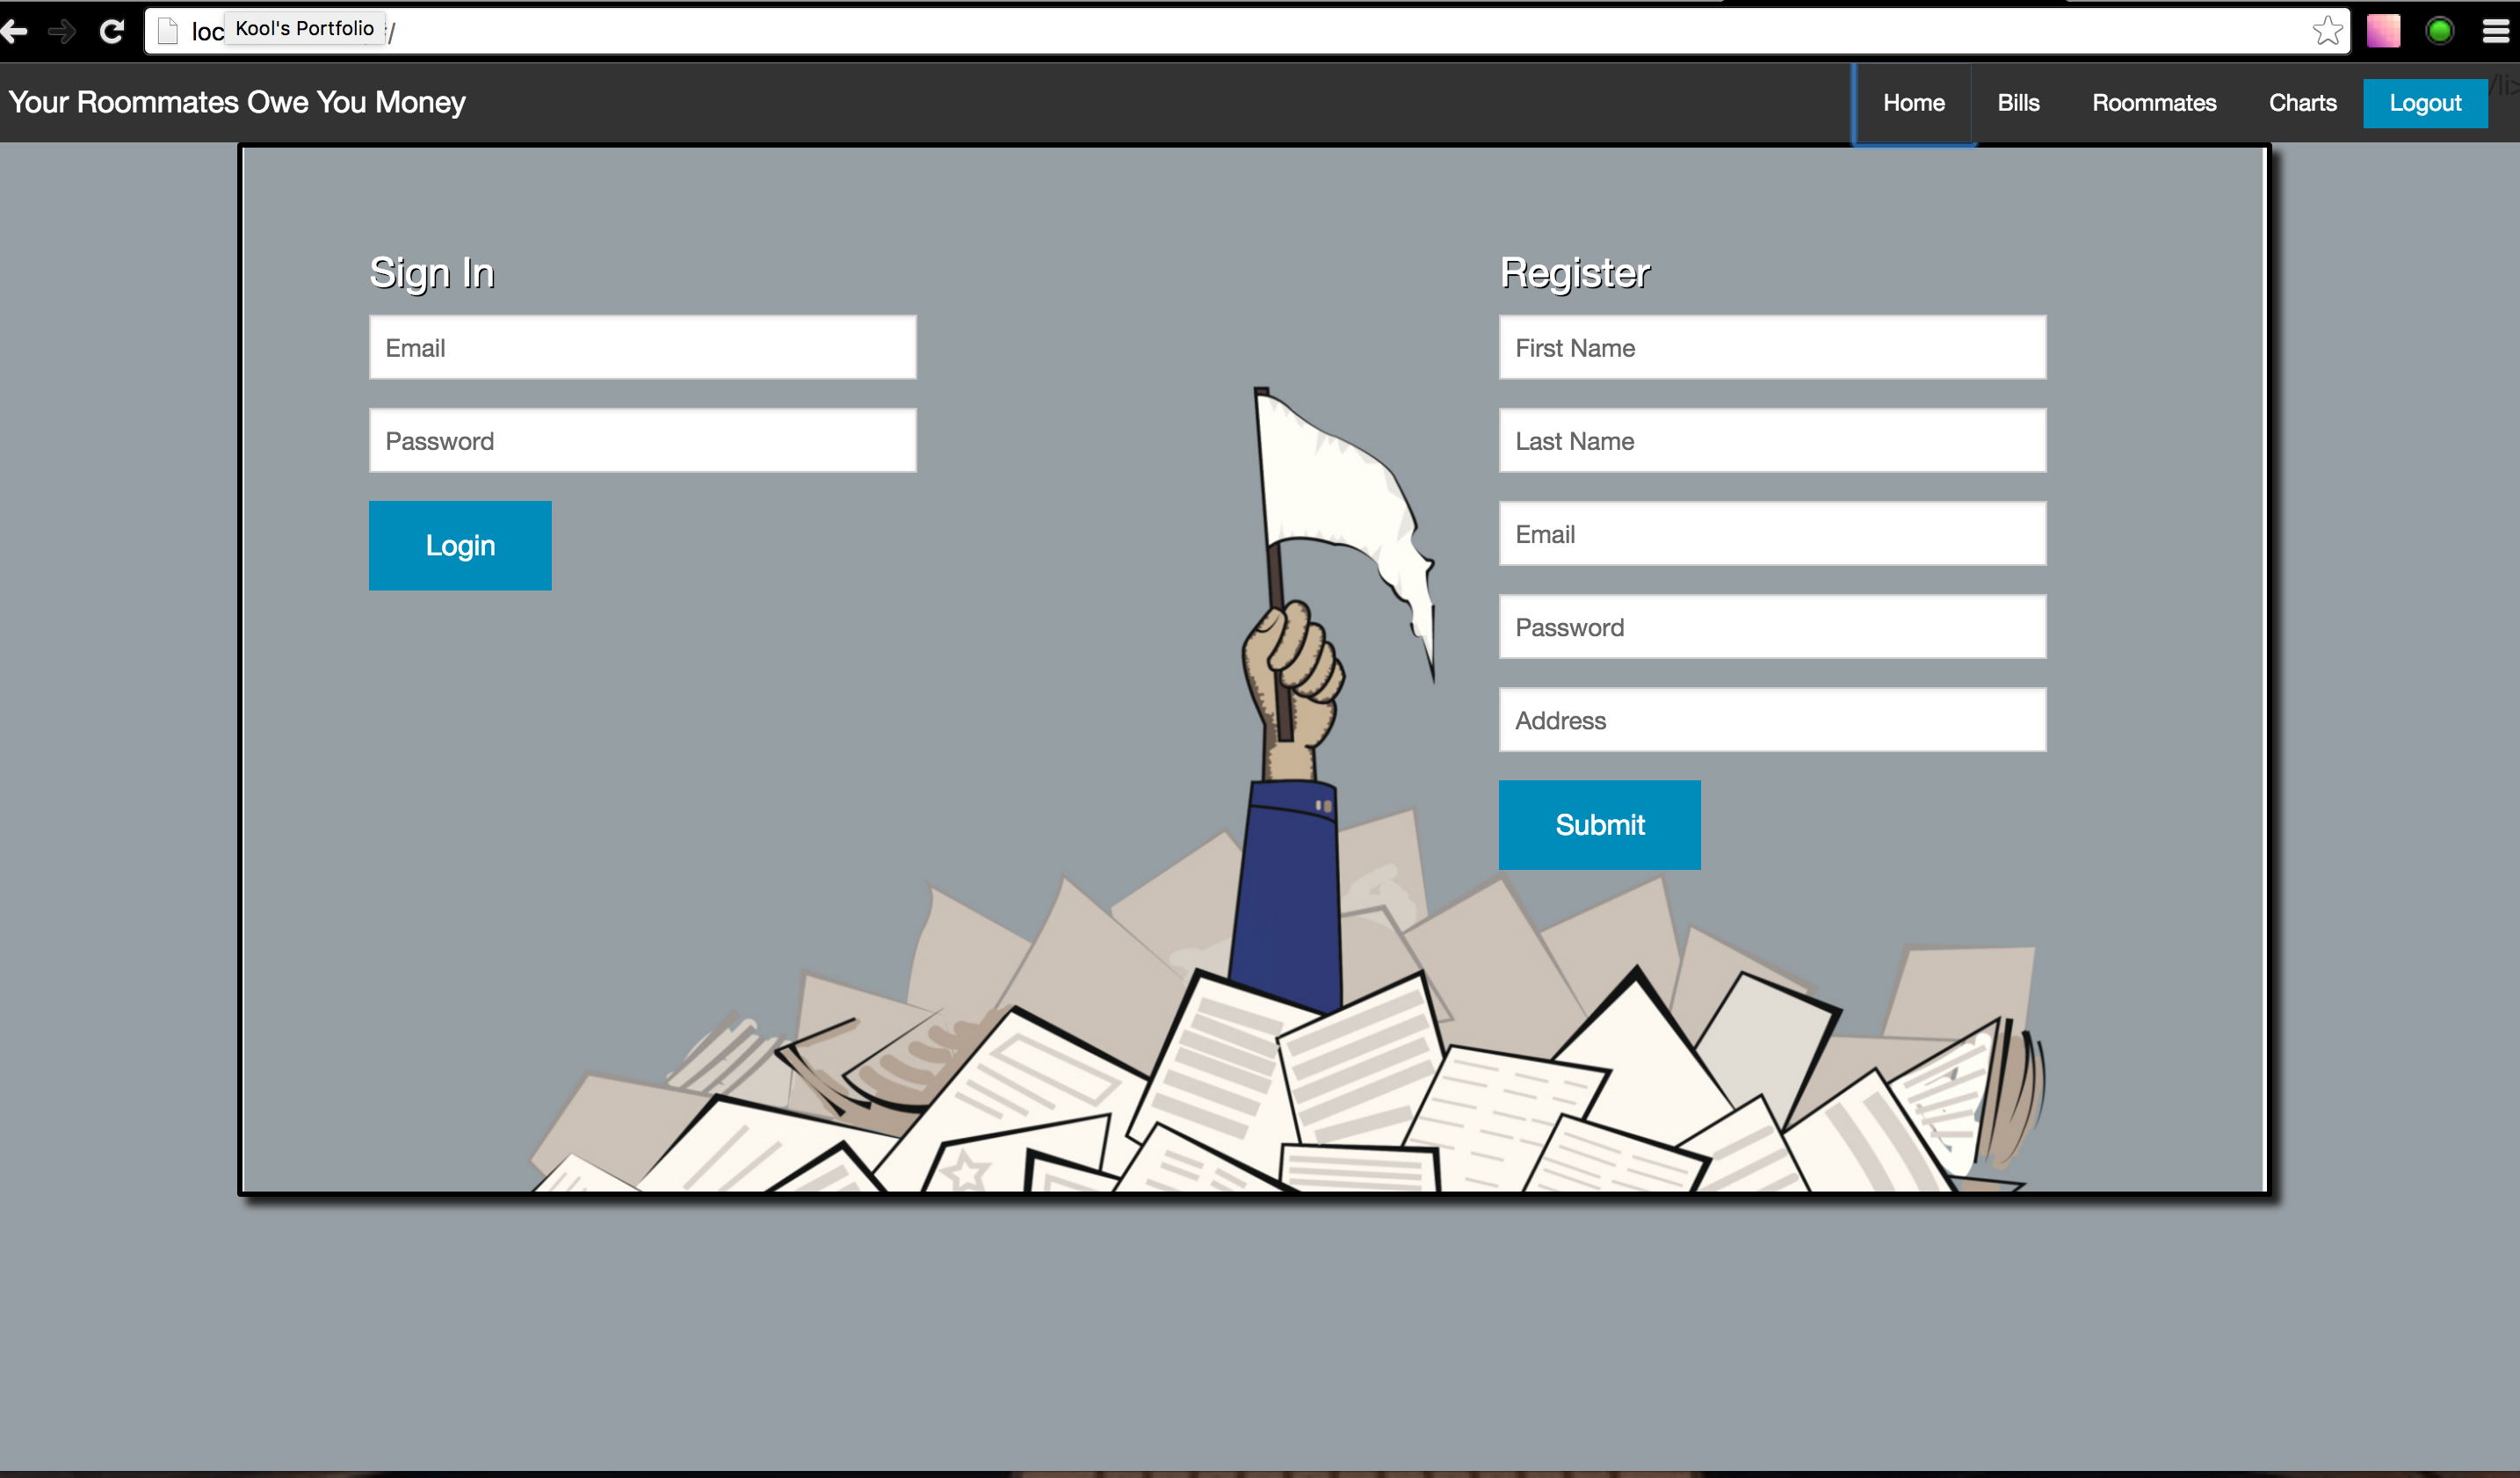 loc Kool's Portfolio /
Your Roommates Owe You Money Home Bills Roommates Charts Logout /li>
Sign In
Email
Password
Login
Register
First Name
Last Name
Email
Password
Address
Submit